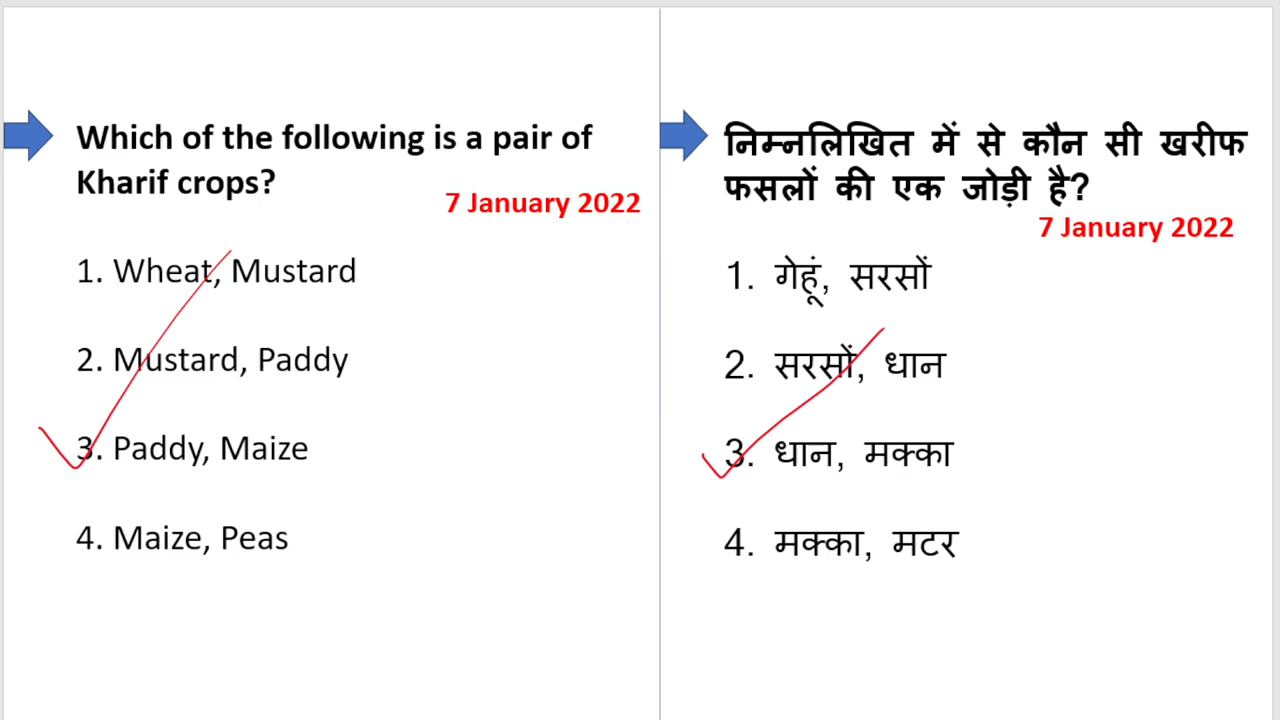 Which of the following is a pair of
Kharif crops?
7 January 2022
1. Wheat, Mustard
2. Mustard, Paddy
3. Paddy, Maize
4. Maize, Peas
निम्नलिखित में से कौन सी खरीफ
फसलों की एक जोड़ी है?
7 January 2022
1. गेहूं, सरसों
2. सरसों, धान
3. धान, मक्का
4. मक्का, मटर